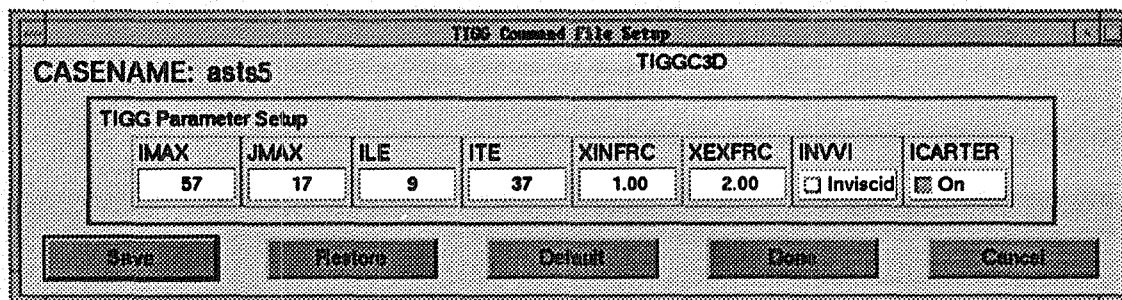 TIGG Command File Setup
TIGGC3D
CASENAME: asts5
TIGG Parameter Setup
IMAX JMAX ILE ITE XINFRC XEXFRC INVVI ICARTER
57 17 9 37 1.00 2.00 Inviscid On
Save Restore Default Done Cancel